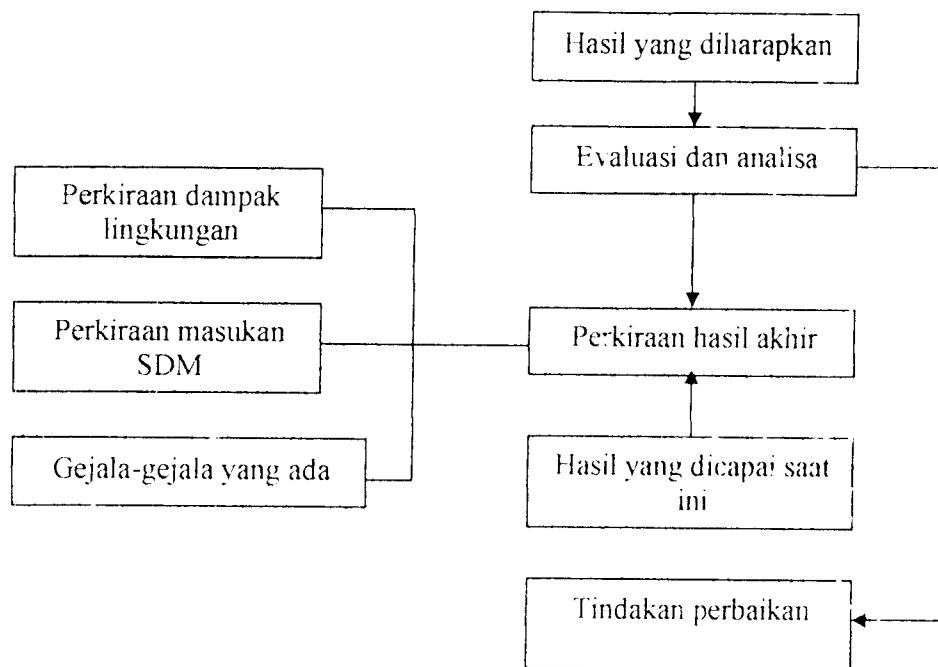 Hasil yang diharapkan
Evaluasi dan analisa
Perkiraan dampak
lingkungan
Perkiraan masukan
SDM
Perkiraan hasil akhir
Gejala-gejala yang ada
Hasil yang dicapai saat
ini
Tindakan perbaikan